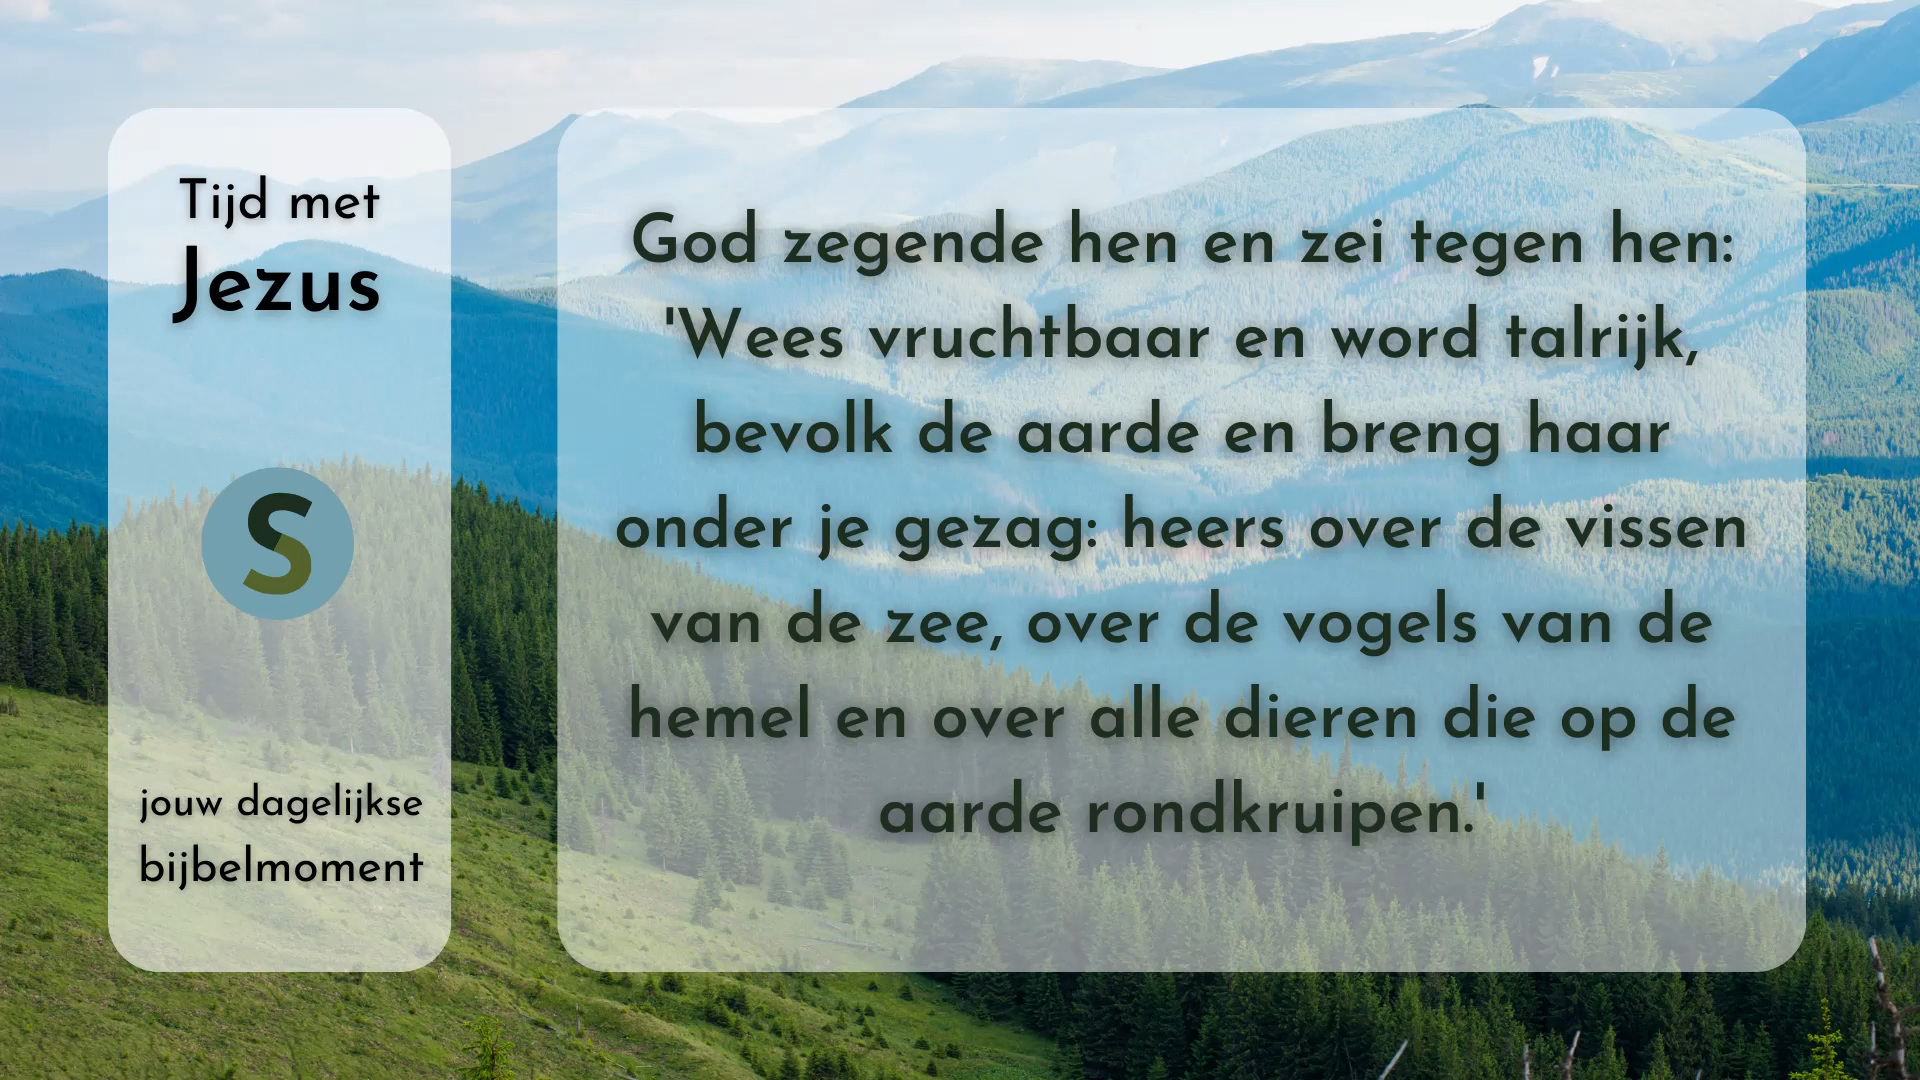 Tijd met
Jezus
S
jouw dagelijkse
bijbelmoment
God zegende hen en zei tegen hen:
'Wees vruchtbaar en word talrijk,
bevolk de aarde en breng haar
onder je gezag: heers over de vissen
van de zee, over de vogels van de
hemel en over alle dieren die op de
aarde rondkruipen.'